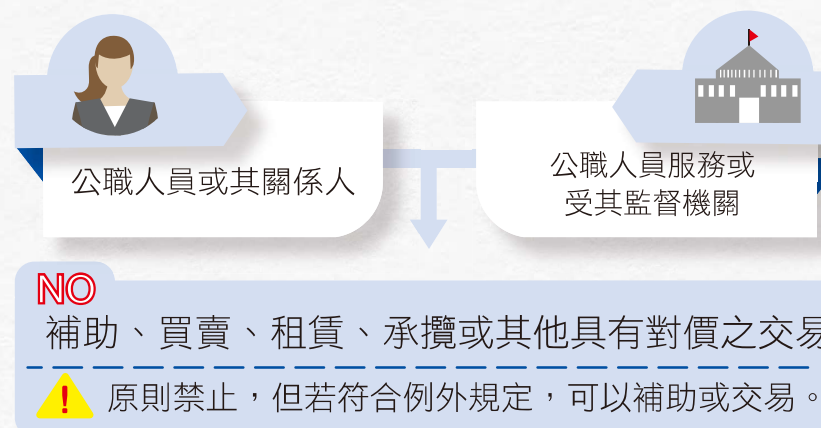 公職人員或其關係人
公職人員服務或
受其監督機關
NO
補助、買賣、租賃、承攬或其他具有對價之交易
原則禁止，但若符合例外規定，可以補助或交易。